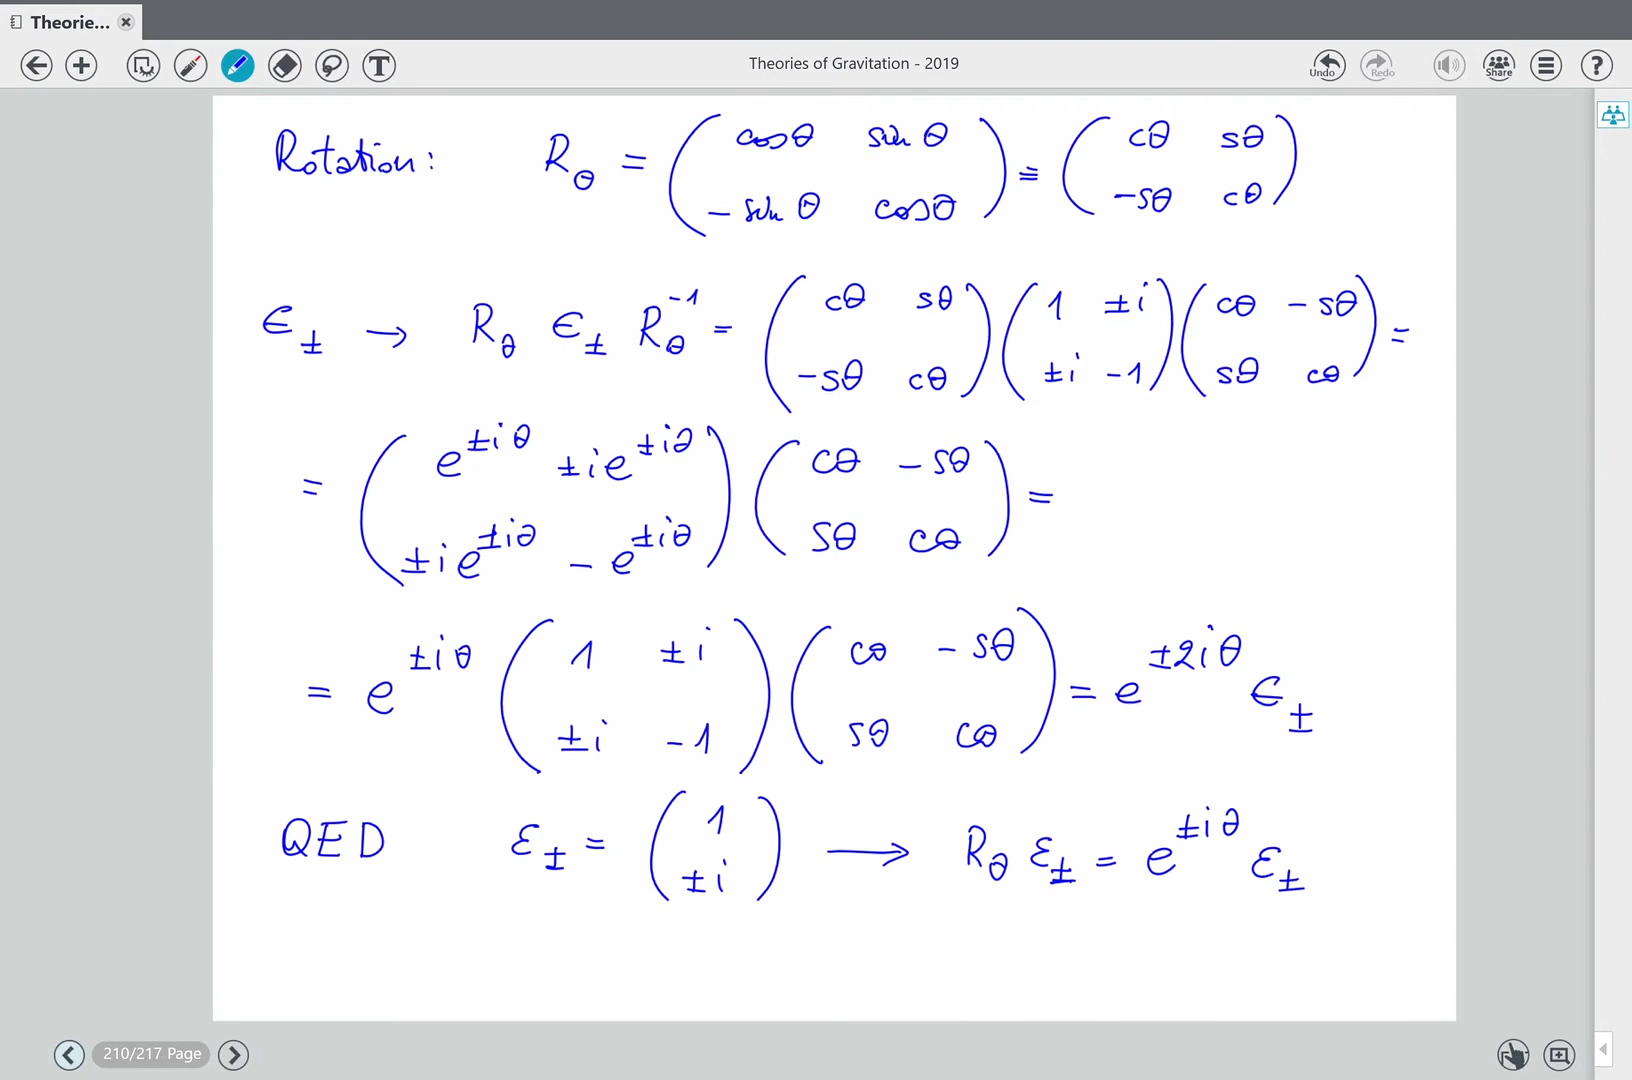 Theorie...
Theories of Gravitation - 2019
Undo Redo Share ?
T
Rotation: R_θ = ( cosθ sin θ ; - sin θ cosθ ) ≡ ( cθ sθ ; -sθ cθ )
ϵ_± → R_θ ϵ_± R_θ^-1 = ( cθ sθ ; -sθ cθ ) ( 1 ±i ; ±i -1 ) ( cθ -sθ ; sθ cθ ) =
= ( e^±iθ ±ie^±iθ ; ±ie^±iθ - e^±iθ ) ( cθ -sθ ; sθ cθ ) =
= e^±iθ ( 1 ±i ; ±i -1 ) ( cθ -sθ ; sθ cθ ) = e^±2iθ ϵ_±
QED ε_± = ( 1 ; ±i ) ⟶ R_θ ε_± = e^±iθ ε_±
210/217 Page